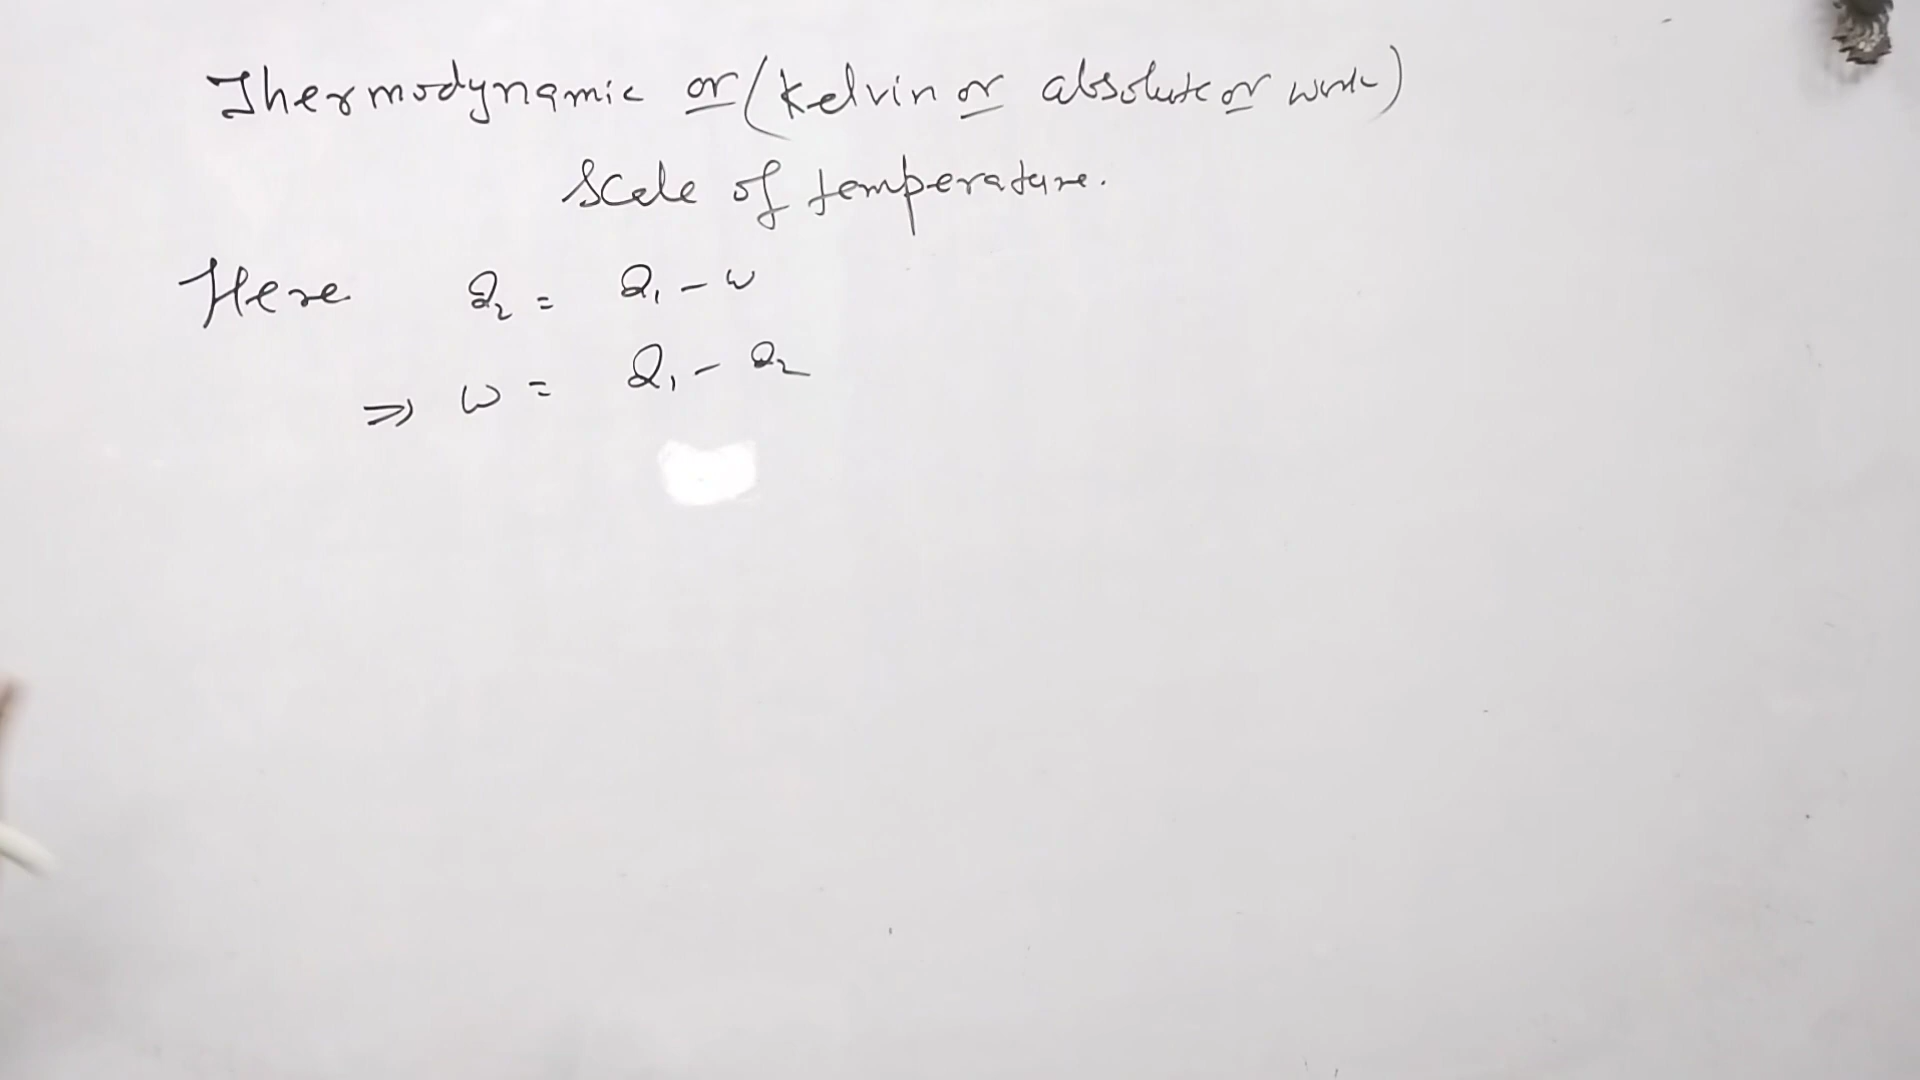 Thermodynamic or (Kelvin or absolute or work)
Scale of temperature.
Here Q₂ = Q₁ - W
⇒ W = Q₁ - Q₂